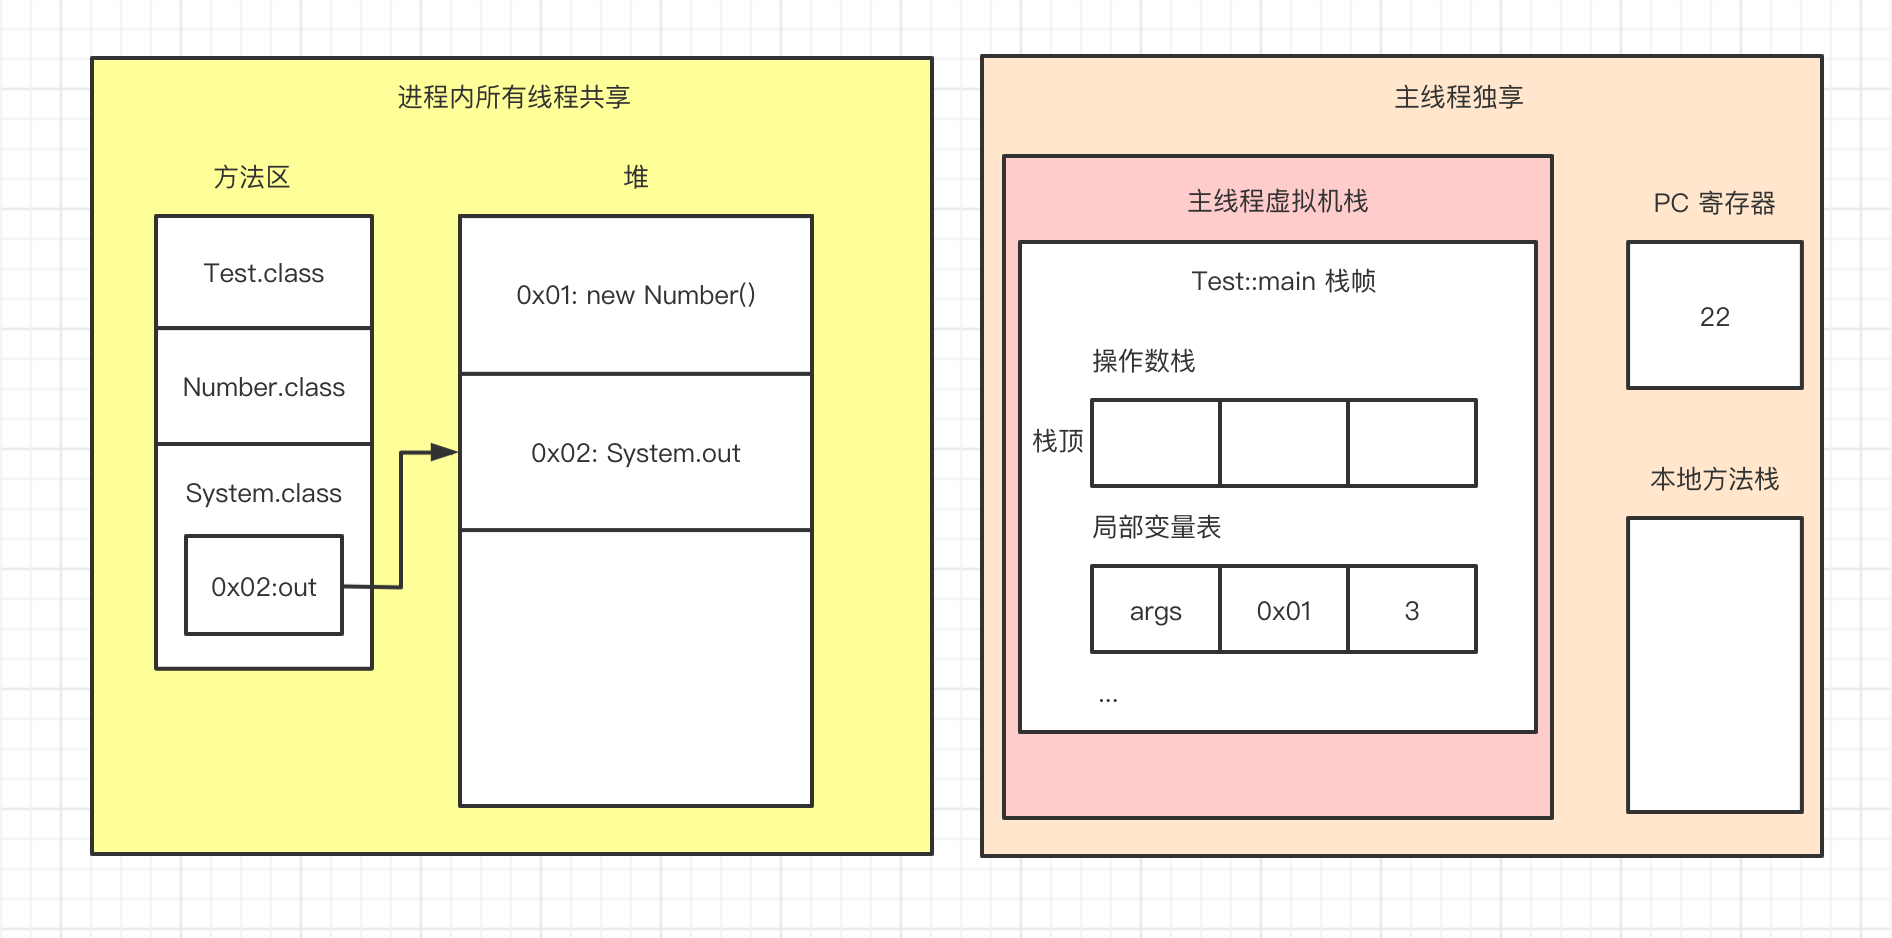 进程内所有线程共享
方法区
堆
Test.class
Number.class
System.class
0x02:out
0x01: new Number()
0x02: System.out
主线程独享
主线程虚拟机栈
Test::main 栈帧
操作数栈
栈顶
局部变量表
args
0x01
3
...
PC 寄存器
22
本地方法栈